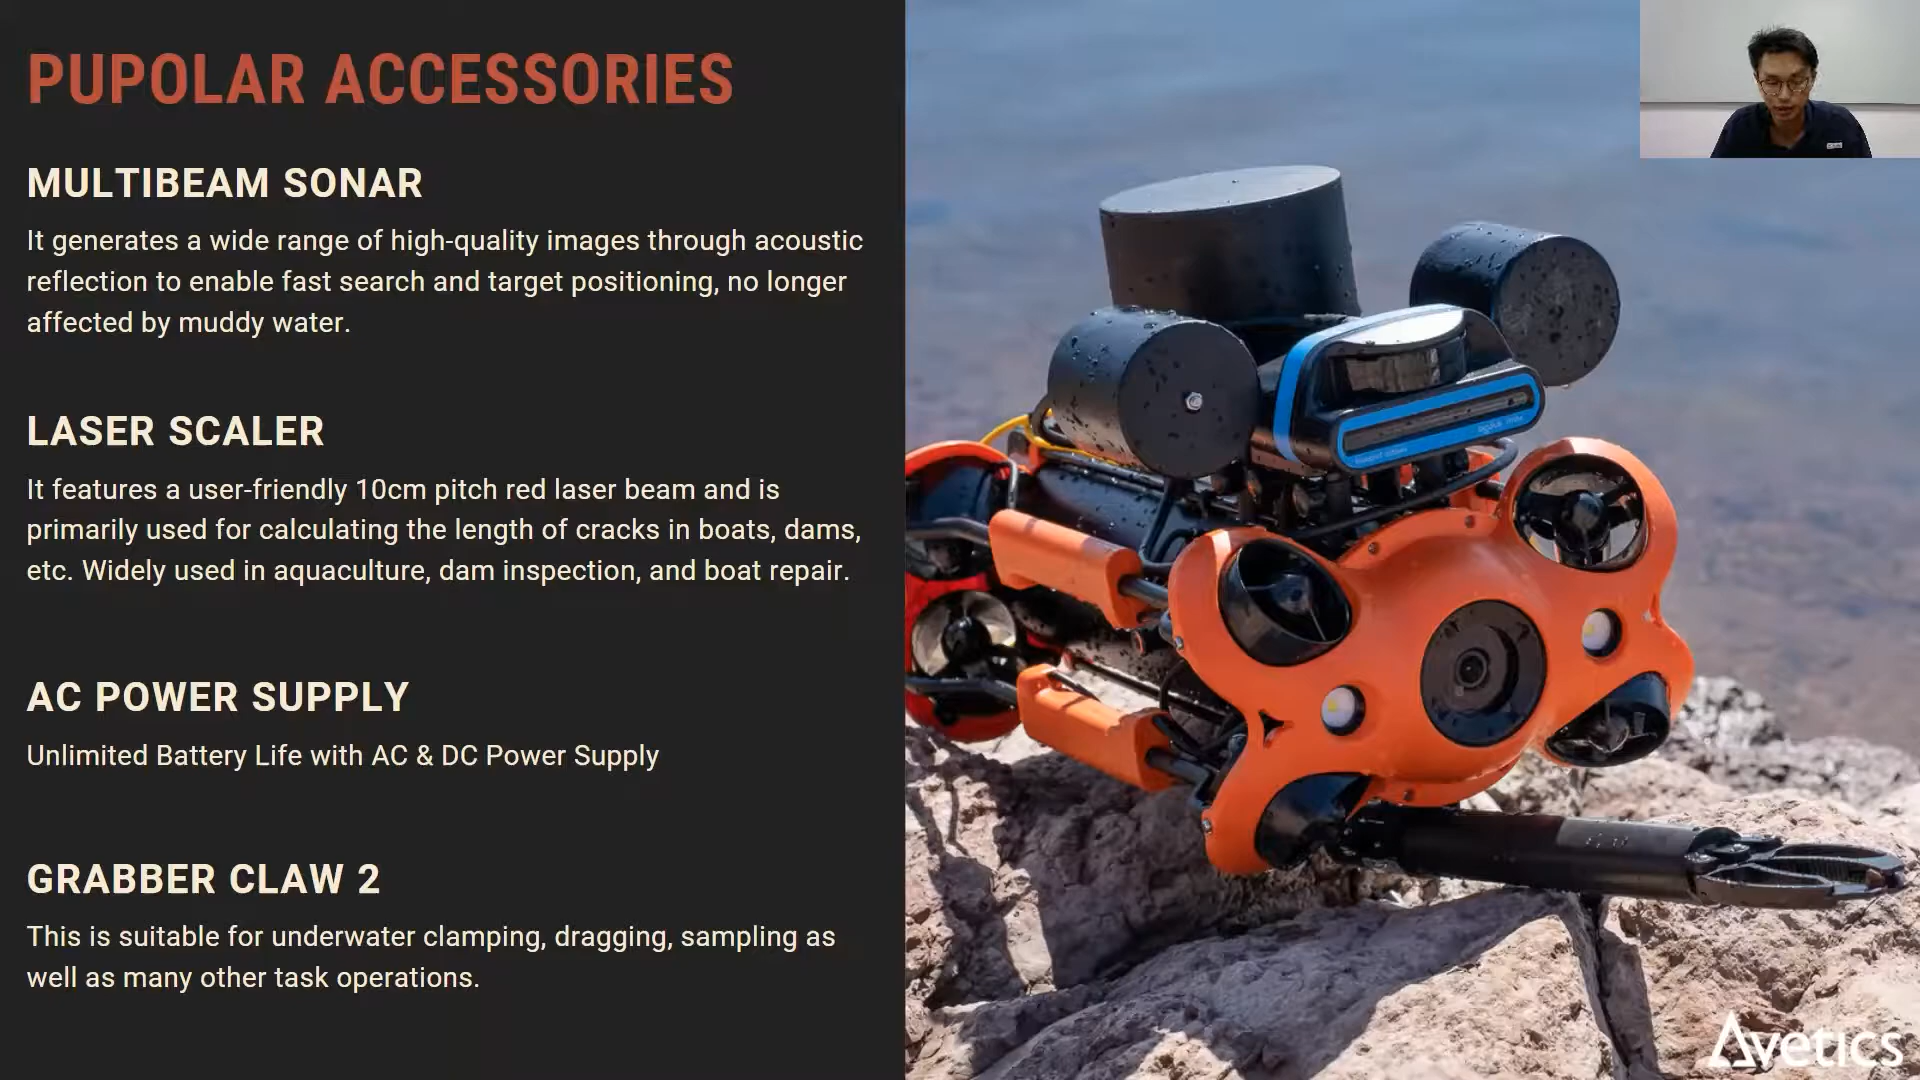 PUPOLAR ACCESSORIES
MULTIBEAM SONAR
It generates a wide range of high-quality images through acoustic
reflection to enable fast search and target positioning, no longer
affected by muddy water.
LASER SCALER
It features a user-friendly 10cm pitch red laser beam and is
primarily used for calculating the length of cracks in boats, dams,
etc. Widely used in aquaculture, dam inspection, and boat repair.
AC POWER SUPPLY
Unlimited Battery Life with AC & DC Power Supply
GRABBER CLAW 2
This is suitable for underwater clamping, dragging, sampling as
well as many other task operations.
Avetics